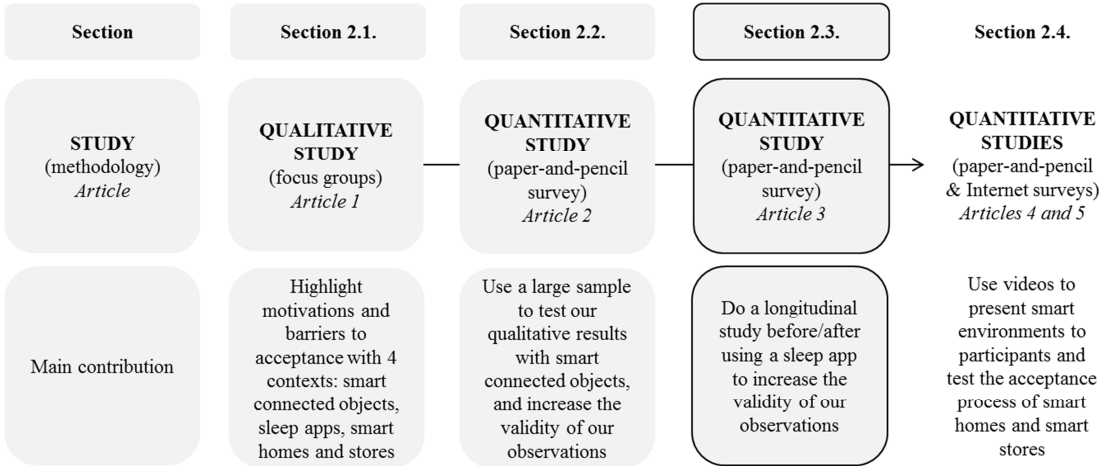 Section
Section 2.1.
Section 2.2.
Section 2.3.
Section 2.4.
STUDY
(methodology)
Article
QUALITATIVE
STUDY
(focus groups)
Article 1
QUANTITATIVE
STUDY
(paper-and-pencil
survey)
Article 2
QUANTITATIVE
STUDY
(paper-and-pencil
survey)
Article 3
QUANTITATIVE
STUDIES
(paper-and-pencil
& Internet surveys)
Articles 4 and 5
Main contribution
Highlight
motivations and
barriers to
acceptance with 4
contexts: smart
connected objects,
sleep apps, smart
homes and stores
Use a large sample
to test our
qualitative results
with smart
connected objects,
and increase the
validity of our
observations
Do a longitudinal
study before/after
using a sleep app
to increase the
validity of our
observations
Use videos to
present smart
environments to
participants and
test the acceptance
process of smart
homes and smart
stores